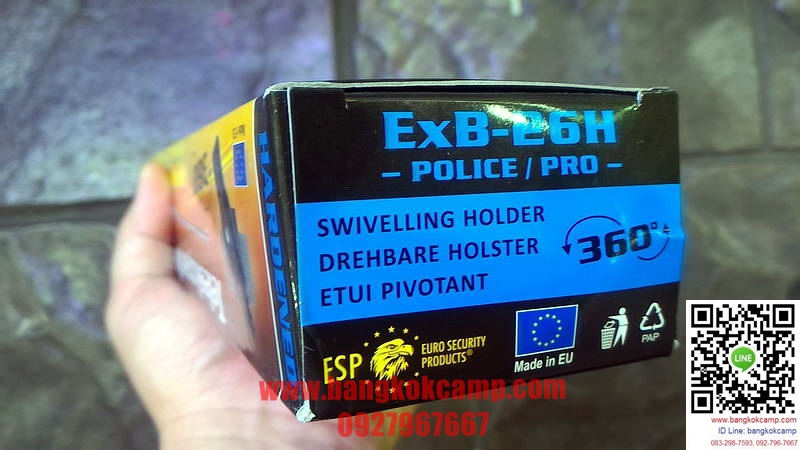 ExB-26H
– POLICE / PRO –
SWIVELLING HOLDER
DREHBARE HOLSTER
ETUI PIVOTANT
360°
HARDENED
ESP
EURO SECURITY
PRODUCTS®
Made in EU
PAP
www.bangkokcamp.com
0927967667
LINE
www.bangkokcamp.com
ID Line: bangkokcamp
083-298-7593, 092-796-7667